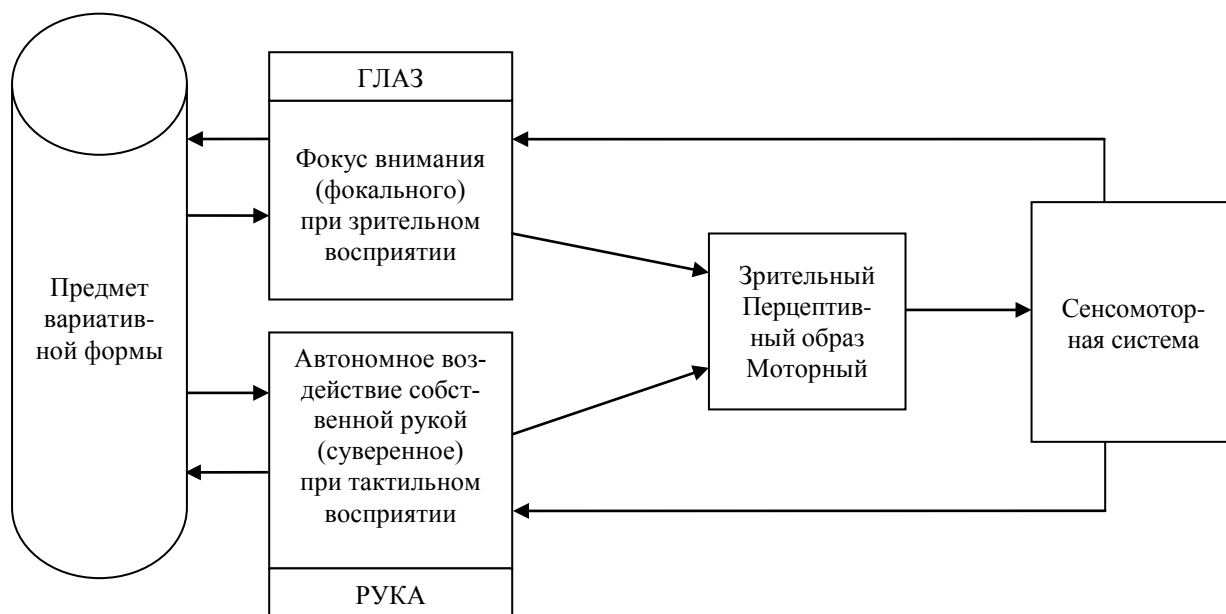 Предмет
вариатив-
ной формы
ГЛАЗ
Фокус внимания
(фокального)
при зрительном
восприятии
Автономное воз-
действие собст-
венной рукой
(суверенное)
при тактильном
восприятии
РУКА
Зрительный
Перцептив-
ный образ
Моторный
Сенсомотор-
ная система